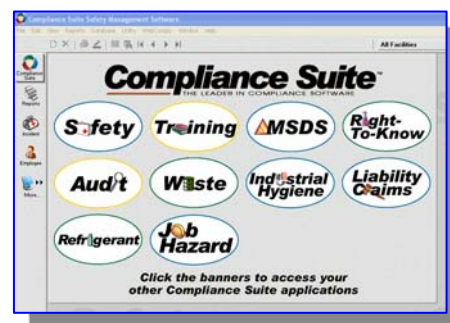 Compliance Suite Safety Management Software
File Edit View Reports Database Utility WebComply Window Help
All Facilities
Compliance Suite
Reports
Incident
Employee
More...
Compliance Suite™
THE LEADER IN COMPLIANCE SOFTWARE
Safety
Training
MSDS
Right-
To-Know
Audit
Waste
Industrial
Hygiene
Liability
Claims
Refrigerant
Job
Hazard
Click the banners to access your
other Compliance Suite applications